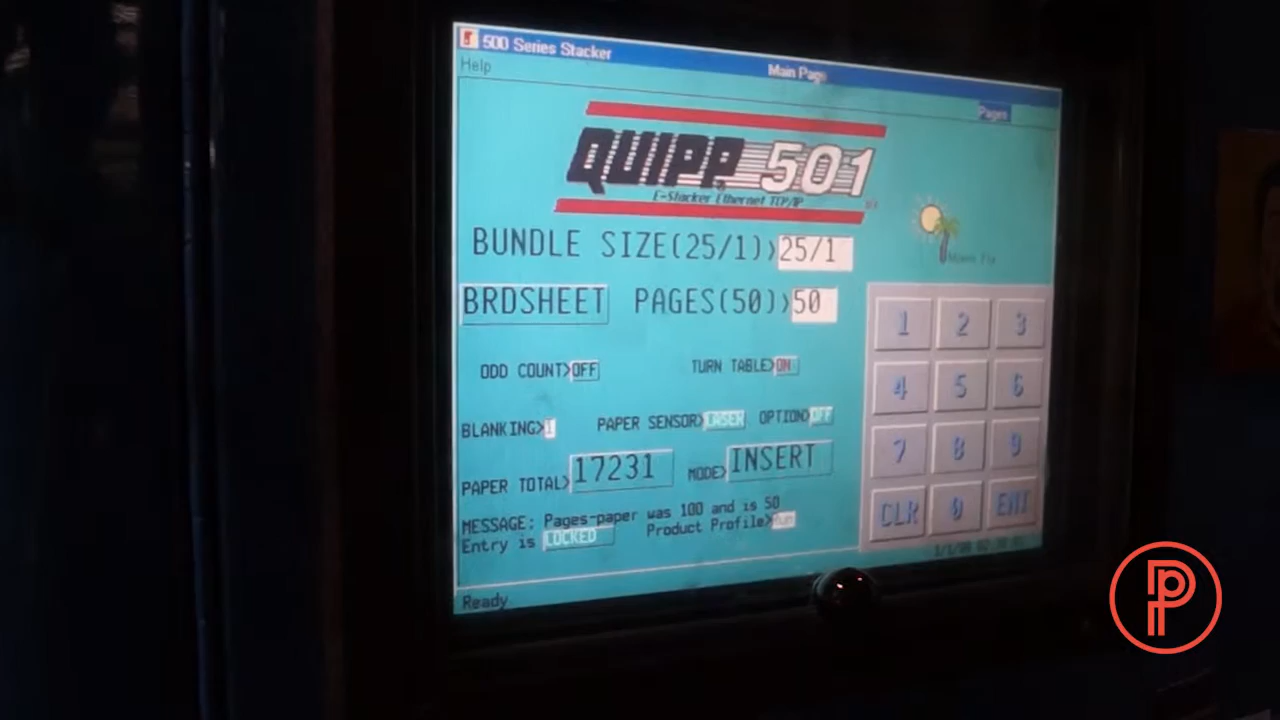 500 Series Stacker
Main Page
Help
Pages
QUIPP 501
E-Stacker Ethernet TCP/IP
BUNDLE SIZE(25/1)>25/1
BRDSHEET PAGES(50)>50
ODD COUNT>OFF TURN TABLE>ON
BLANKING>1 PAPER SENSOR>LASER OPTION>OFF
PAPER TOTAL>17231 MODE>INSERT
MESSAGE: Pages-paper was 100 and is 50
Entry is LOCKED Product Profile>Run
1 2 3
4 5 6
7 8 9
CLR 0 ENT
Ready